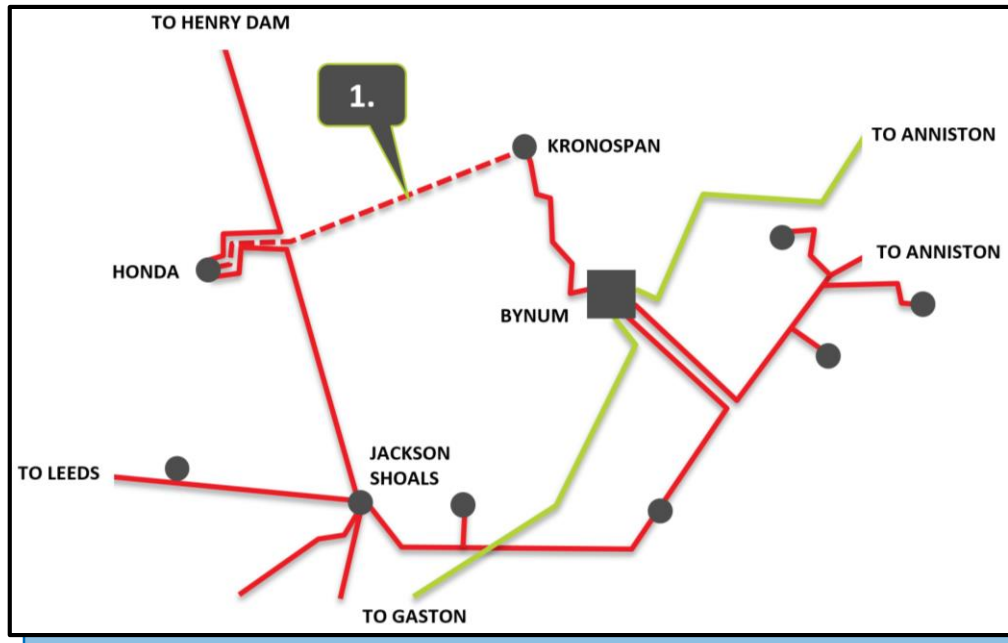 TO HENRY DAM
1.
KRONOSPAN
TO ANNISTON
TO ANNISTON
HONDA
BYNUM
JACKSON
SHOALS
TO LEEDS
TO GASTON